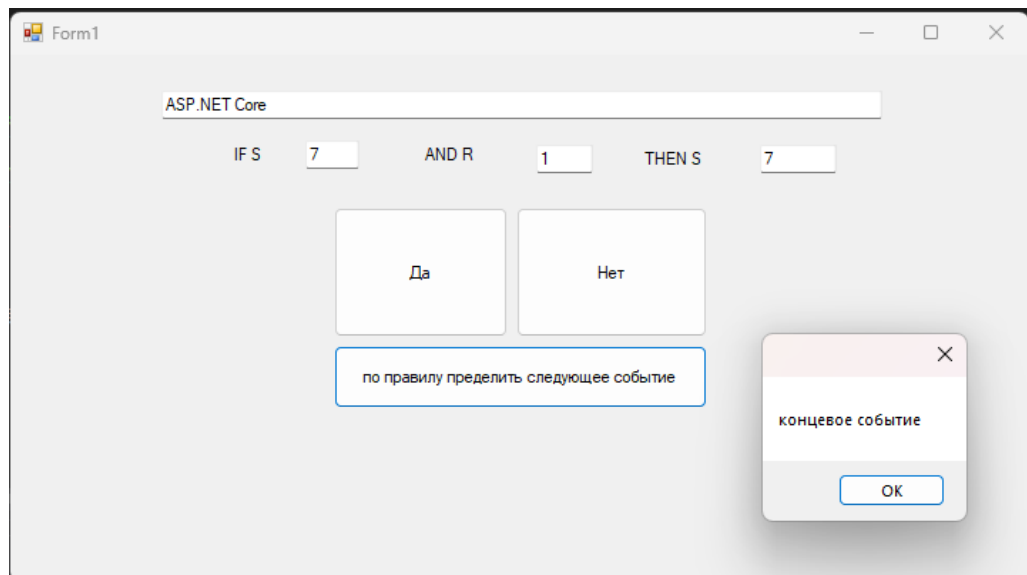 Form1
ASP.NET Core
IF S 7 AND R 1 THEN S 7
Да Нет
по правилу пределить следующее событие
концевое событие
OK